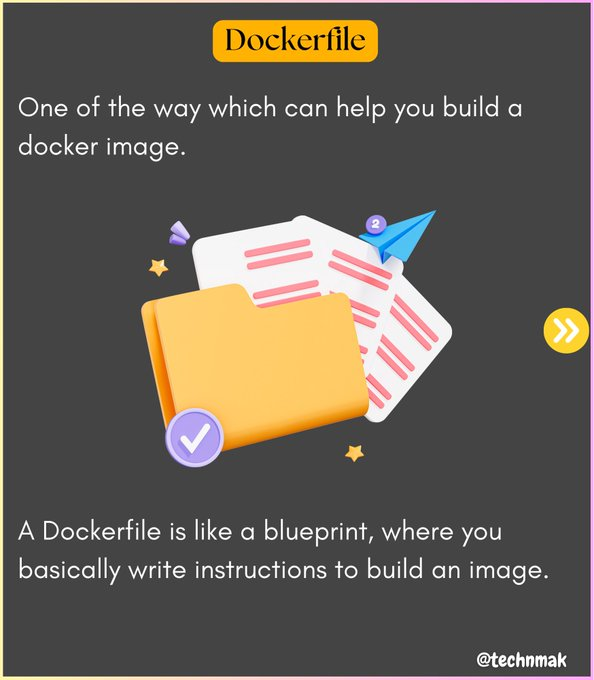 Dockerfile
One of the way which can help you build a
docker image.
2
A Dockerfile is like a blueprint, where you
basically write instructions to build an image.
@technmak